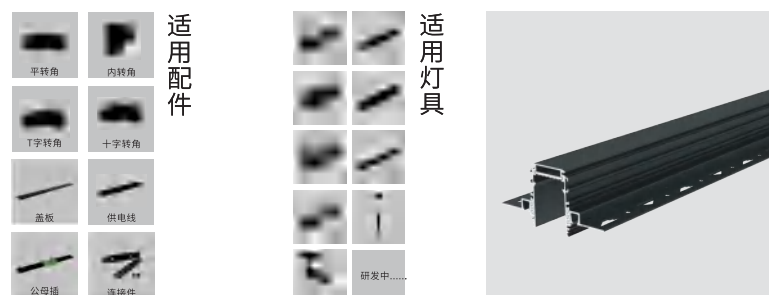 适用配件
平转角
内转角
T字转角
十字转角
盖板
供电线
公母插
连接件
适用灯具
研发中......